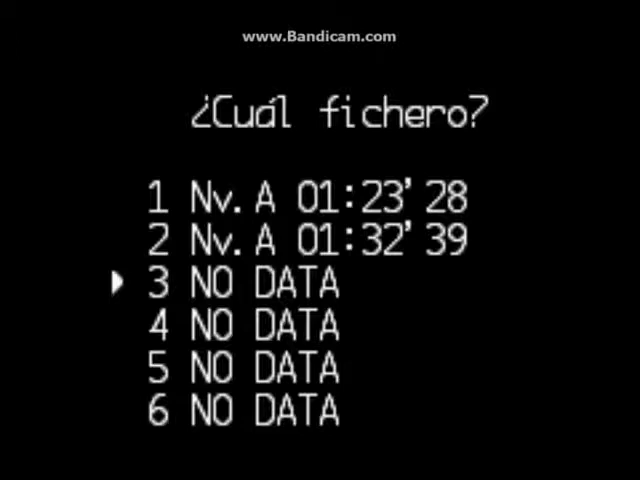 www.Bandicam.com
¿Cuál fichero?
1 Nv. A 01:23'28
2 Nv. A 01:32'39
3 NO DATA
4 NO DATA
5 NO DATA
6 NO DATA